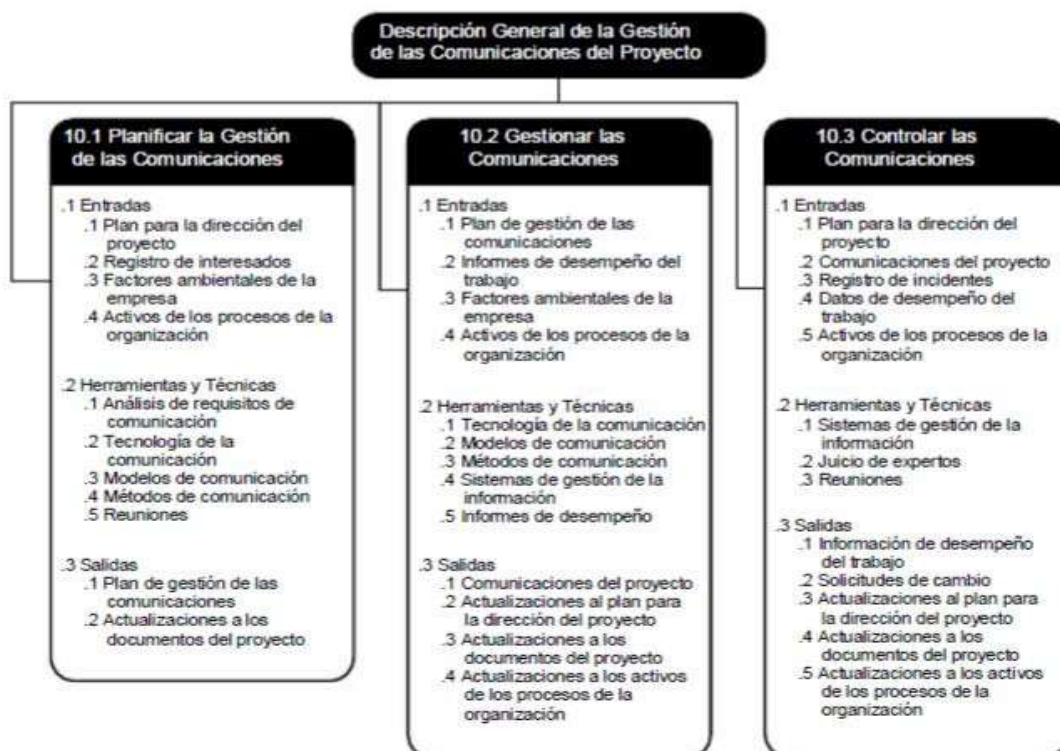 Descripción General de la Gestión
de las Comunicaciones del Proyecto
10.1 Planificar la Gestión
de las Comunicaciones
.1 Entradas
.1 Plan para la dirección del
proyecto
.2 Registro de interesados
.3 Factores ambientales de la
empresa
.4 Activos de los procesos de la
organización
.2 Herramientas y Técnicas
.1 Análisis de requisitos de
comunicación
.2 Tecnología de la
comunicación
.3 Modelos de comunicación
.4 Métodos de comunicación
.5 Reuniones
.3 Salidas
.1 Plan de gestión de las
comunicaciones
.2 Actualizaciones a los
documentos del proyecto
10.2 Gestionar las
Comunicaciones
.1 Entradas
.1 Plan de gestión de las
comunicaciones
.2 Informes de desempeño del
trabajo
.3 Factores ambientales de la
empresa
.4 Activos de los procesos de la
organización
.2 Herramientas y Técnicas
.1 Tecnología de la comunicación
.2 Modelos de comunicación
.3 Métodos de comunicación
.4 Sistemas de gestión de la
información
.5 Informes de desempeño
.3 Salidas
.1 Comunicaciones del proyecto
.2 Actualizaciones al plan para
la dirección del proyecto
.3 Actualizaciones a los
documentos del proyecto
.4 Actualizaciones a los activos
de los procesos de la
organización
10.3 Controlar las
Comunicaciones
.1 Entradas
.1 Plan para la dirección del
proyecto
.2 Comunicaciones del proyecto
.3 Registro de incidentes
.4 Datos de desempeño del
trabajo
.5 Activos de los procesos de la
organización
.2 Herramientas y Técnicas
.1 Sistemas de gestión de la
información
.2 Juicio de expertos
.3 Reuniones
.3 Salidas
.1 Información de desempeño
del trabajo
.2 Solicitudes de cambio
.3 Actualizaciones al plan para
la dirección del proyecto
.4 Actualizaciones a los
documentos del proyecto
.5 Actualizaciones a los activos
de los procesos de la
organización